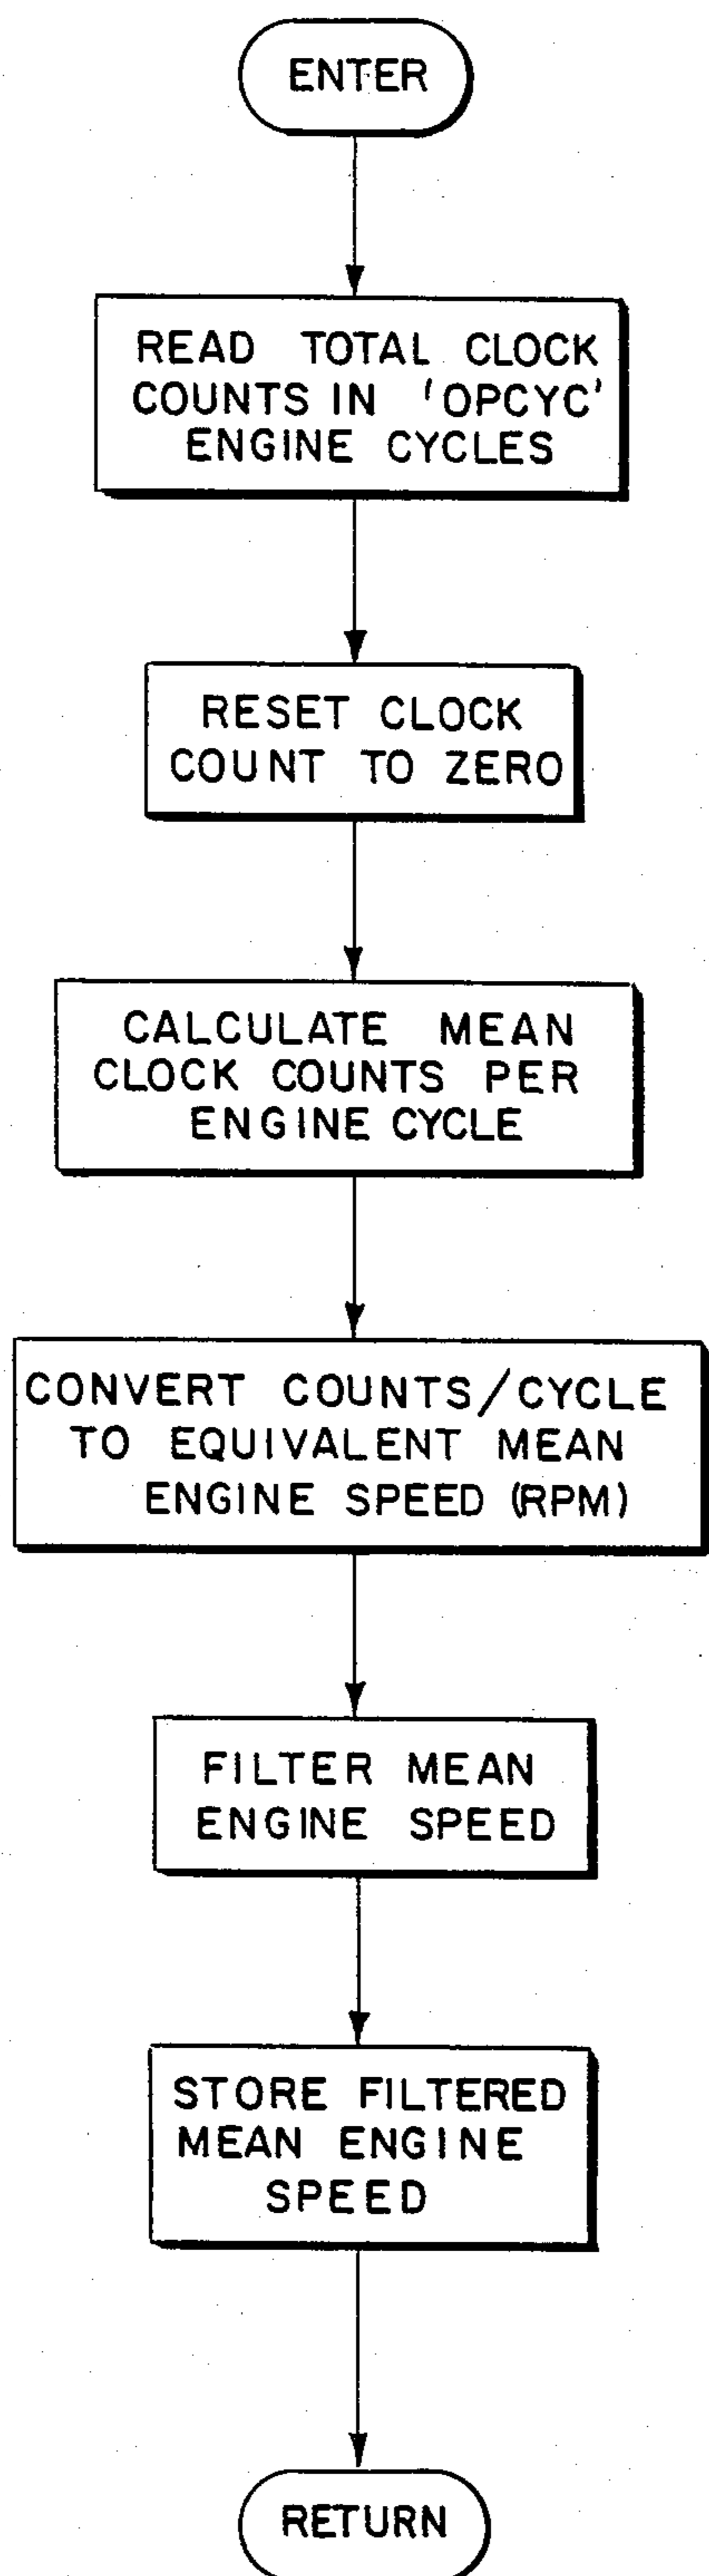 ENTER
READ TOTAL CLOCK
COUNTS IN 'OPCYC'
ENGINE CYCLES
RESET CLOCK
COUNT TO ZERO
CALCULATE MEAN
CLOCK COUNTS PER
ENGINE CYCLE
CONVERT COUNTS/CYCLE
TO EQUIVALENT MEAN
ENGINE SPEED (RPM)
FILTER MEAN
ENGINE SPEED
STORE FILTERED
MEAN ENGINE
SPEED
RETURN